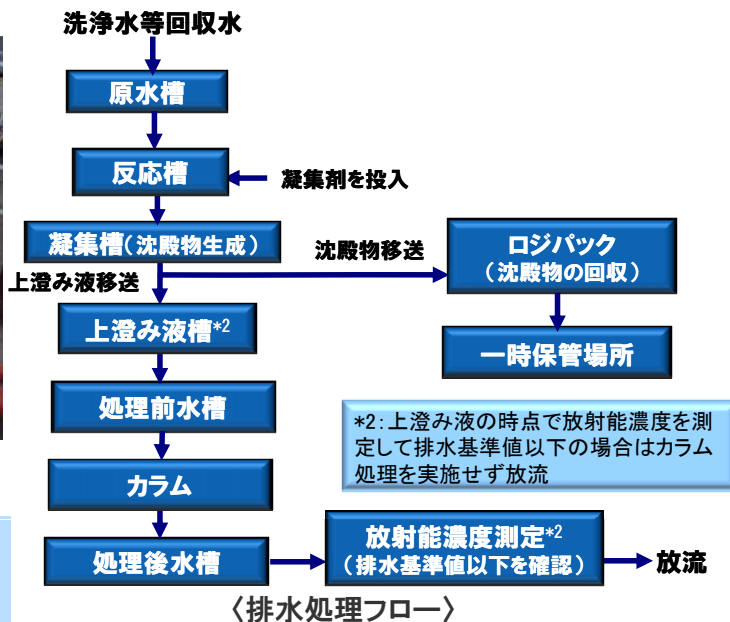 洗浄水等回収水
原水槽
反応槽
凝集剤を投入
凝集槽（沈殿物生成）
沈殿物移送
ロジパック
（沈殿物の回収）
上澄み液移送
上澄み液槽*2
一時保管場所
処理前水槽
*2：上澄み液の時点で放射能濃度を測
定して排水基準値以下の場合はカラム
処理を実施せず放流
カラム
処理後水槽
放射能濃度測定*2
（排水基準値以下を確認）
放流
〈排水処理フロー〉